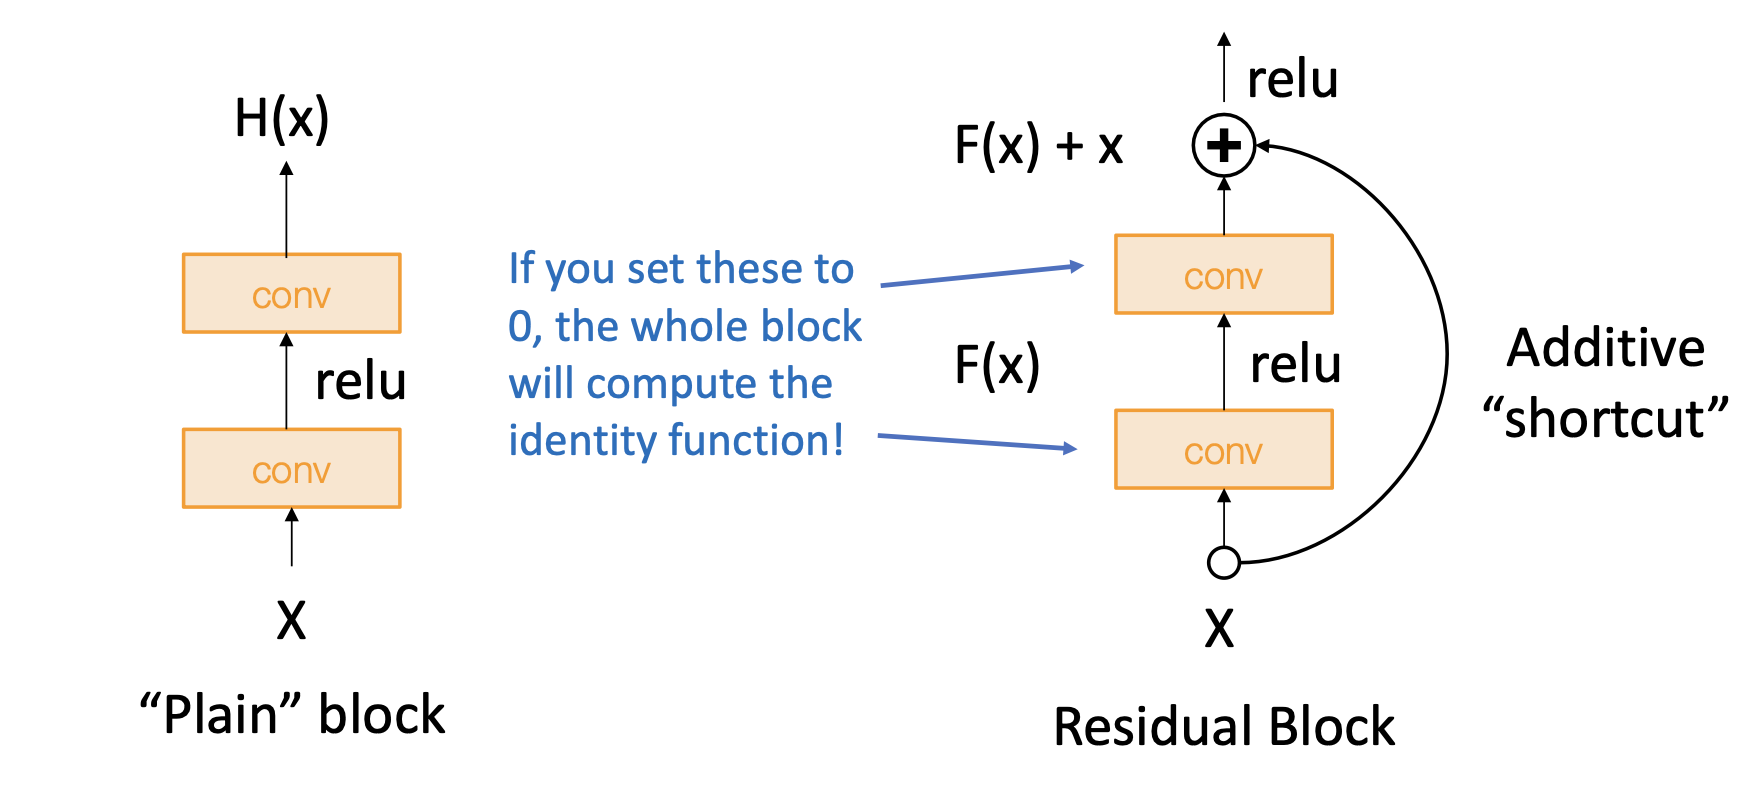 H(x)
conv
relu
conv
X
“Plain” block
If you set these to
0, the whole block
will compute the
identity function!
relu
F(x) + x
conv
F(x)
relu
conv
X
Residual Block
Additive
“shortcut”